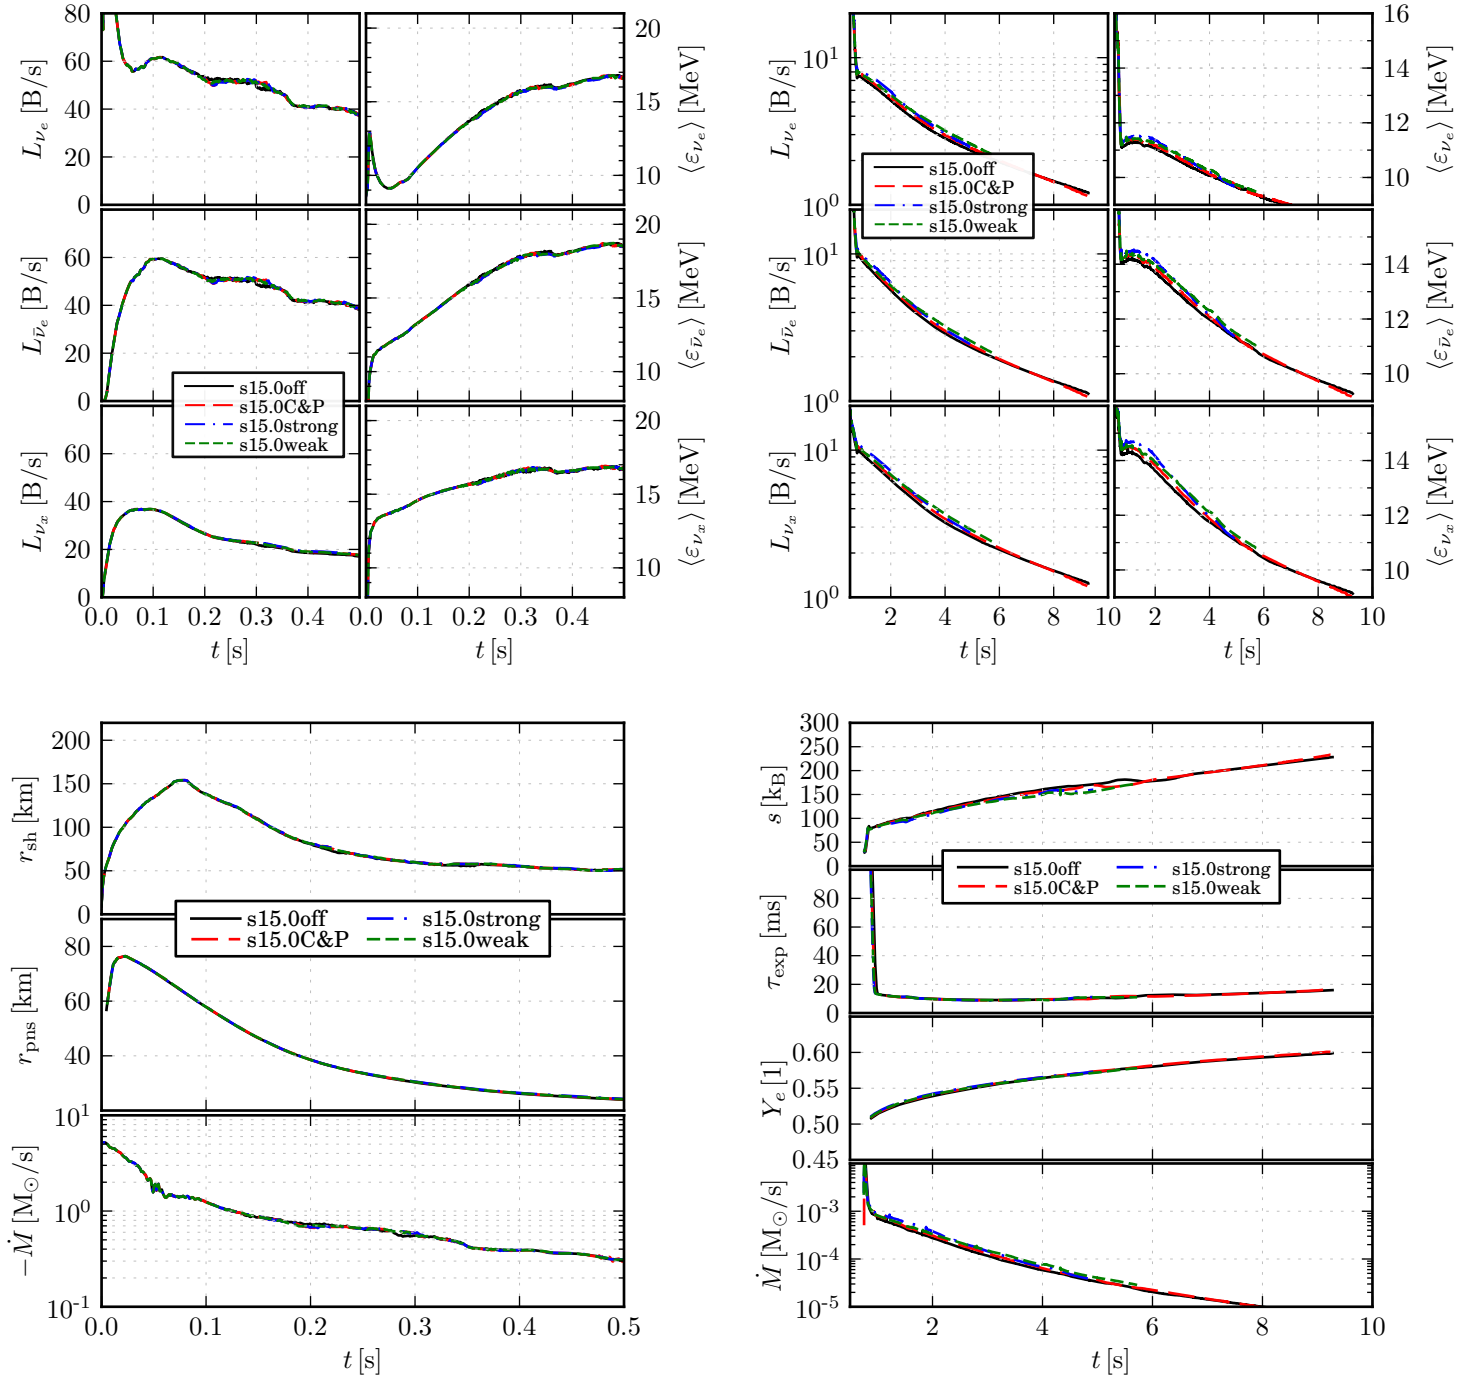 80
60
40
20
0
L_{ν_e} [B/s]
21
16
10
⟨ε_{ν_e}⟩ [MeV]
60
40
20
0
L_{ν̄_e} [B/s]
20
16
10
⟨ε_{ν̄_e}⟩ [MeV]
s15.0off
s15.0C&P
s15.0strong
s15.0weak
60
40
20
0
L_{ν_x} [B/s]
20
16
10
⟨ε_{ν_x}⟩ [MeV]
0.0 0.1 0.2 0.3 0.4 0.0 0.1 0.2 0.3 0.4
t [s] t [s]
10^1
10^0
L_{ν_e} [B/s]
16
14
12
10
⟨ε_{ν_e}⟩ [MeV]
s15.0off
s15.0C&P
s15.0strong
s15.0weak
10^1
10^0
L_{ν̄_e} [B/s]
14
12
10
⟨ε_{ν̄_e}⟩ [MeV]
10^1
10^0
L_{ν_x} [B/s]
14
12
10
⟨ε_{ν_x}⟩ [MeV]
2 4 6 8 10 2 4 6 8 10
t [s] t [s]
200
150
100
50
0
r_sh [km]
s15.0off s15.0strong
s15.0C&P s15.0weak
80
60
40
r_pns [km]
10^1
10^0
10^{-1}
−Ṁ [M_⊙/s]
0.0 0.1 0.2 0.3 0.4 0.5
t [s]
300
250
200
150
100
50
0
s [k_B]
s15.0off s15.0strong
s15.0C&P s15.0weak
80
60
40
20
0
τ_exp [ms]
0.60
0.55
0.50
0.45
Y_e [1]
10^{-3}
10^{-4}
10^{-5}
Ṁ [M_⊙/s]
2 4 6 8 10
t [s]